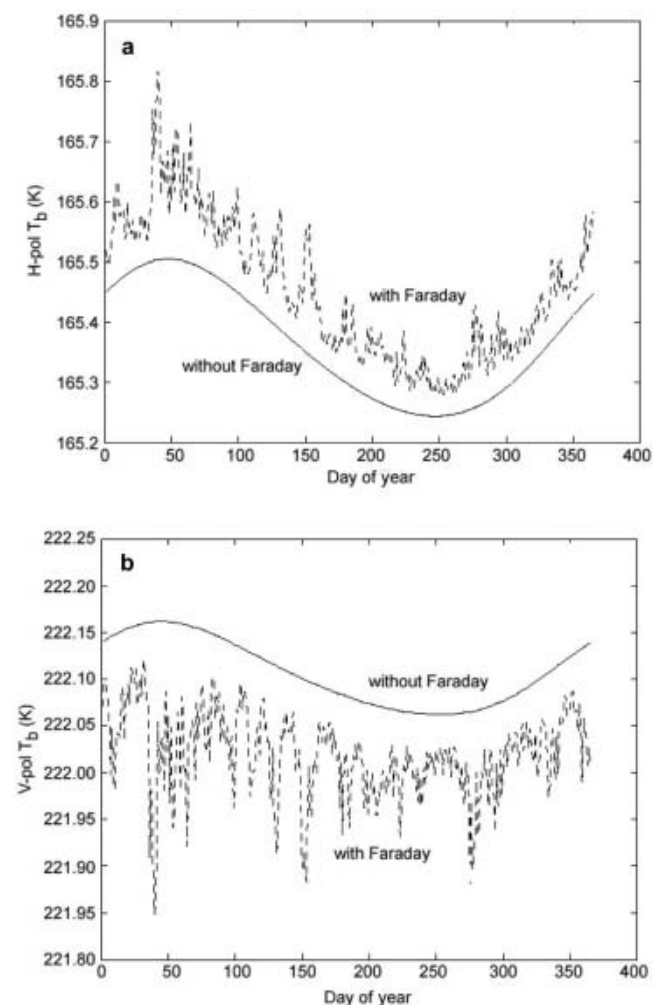 a
165.9
165.8
165.7
165.6
165.5
165.4
165.3
165.2
H-pol Tb (K)
with Faraday
without Faraday
0 50 100 150 200 250 300 350 400
Day of year
b
222.25
222.20
222.15
222.10
222.05
222.00
221.95
221.90
221.85
221.80
V-pol Tb (K)
without Faraday
with Faraday
0 50 100 150 200 250 300 350 400
Day of year